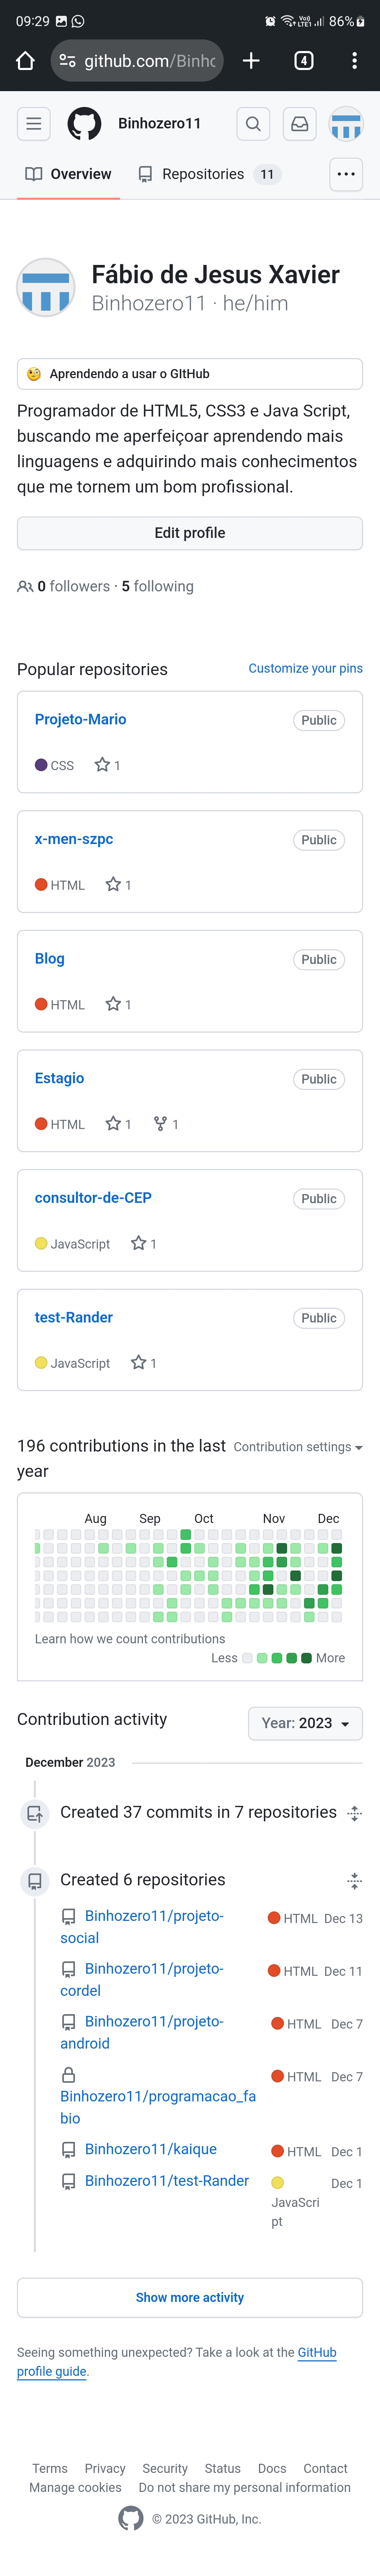 09:29
VoD
LTE1
86%
github.com/Binhc
4
Binhozero11
Overview
Repositories 11
Fábio de Jesus Xavier
Binhozero11 · he/him
Aprendendo a usar o GItHub
Programador de HTML5, CSS3 e Java Script,
buscando me aperfeiçoar aprendendo mais
linguagens e adquirindo mais conhecimentos
que me tornem um bom profissional.
Edit profile
0 followers · 5 following
Popular repositories
Customize your pins
Projeto-Mario
Public
CSS 1
x-men-szpc
Public
HTML 1
Blog
Public
HTML 1
Estagio
Public
HTML 1 1
consultor-de-CEP
Public
JavaScript 1
test-Rander
Public
JavaScript 1
196 contributions in the last
year
Contribution settings
Aug Sep Oct Nov Dec
Learn how we count contributions
Less More
Contribution activity
Year: 2023
December 2023
Created 37 commits in 7 repositories
Created 6 repositories
Binhozero11/projeto-
social
HTML Dec 13
Binhozero11/projeto-
cordel
HTML Dec 11
Binhozero11/projeto-
android
HTML Dec 7
Binhozero11/programacao_fa
bio
HTML Dec 7
Binhozero11/kaique
HTML Dec 1
Binhozero11/test-Rander
JavaScri
pt
Dec 1
Show more activity
Seeing something unexpected? Take a look at the GitHub
profile guide.
Terms Privacy Security Status Docs Contact
Manage cookies Do not share my personal information
© 2023 GitHub, Inc.